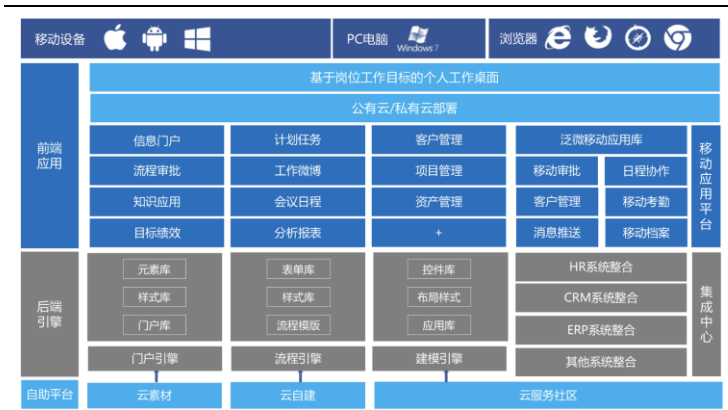 移动设备
PC电脑
Windows7
浏览器
基于岗位工作目标的个人工作桌面
公有云/私有云部署
前端
应用
信息门户
计划任务
客户管理
泛微移动应用库
流程审批
工作微博
项目管理
移动审批
日程协作
知识应用
会议日程
资产管理
客户管理
移动考勤
目标绩效
分析报表
+
消息推送
移动档案
移动应用平台
后端
引擎
元素库
表单库
控件库
HR系统整合
样式库
样式库
布局样式
CRM系统整合
门户库
流程模版
应用库
ERP系统整合
门户引擎
流程引擎
建模引擎
其他系统整合
集成中心
自助平台
云素材
云自建
云服务社区